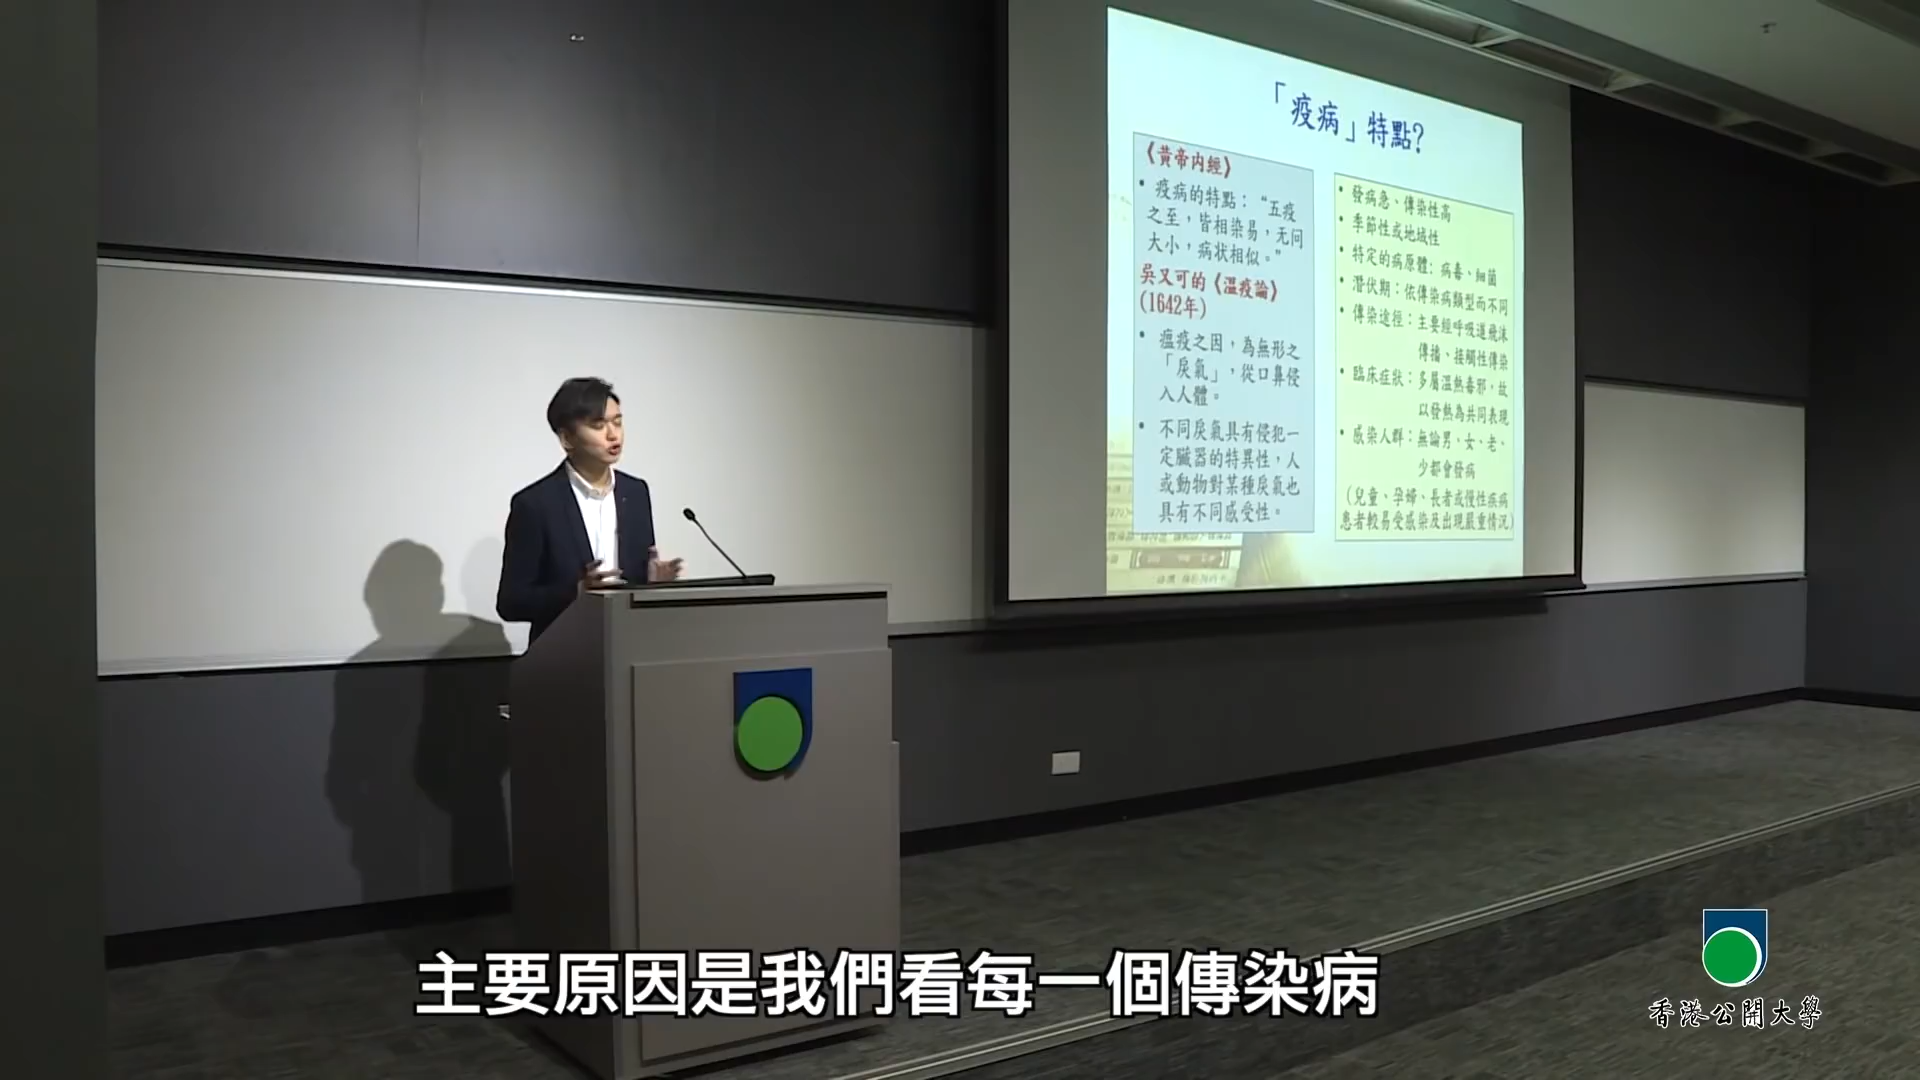 「疫病」特點?
《黃帝內經》
• 疫病的特點：“五疫
之至，皆相染易，无问
大小，病状相似。”
吳又可的《溫疫論》
(1642年)
• 瘟疫之因，為無形之
「戾氣」，從口鼻侵
入人體。
• 不同戾氣具有侵犯一
定臟器的特異性，人
或動物對某種戾氣也
具有不同感受性。
• 發病急、傳染性高
• 季節性或地域性
• 特定的病原體: 病毒、細菌
• 潛伏期：依傳染病類型而不同
• 傳染途徑：主要經呼吸道飛沫
傳播、接觸性傳染
• 臨床症狀：多屬溫熱毒邪，故
以發熱為共同表現
• 感染人群：無論男、女、老、
少都會發病
(兒童、孕婦、長者或慢性疾病
患者較易受感染及出現嚴重情況)
主要原因是我們看每一個傳染病
香港公開大學